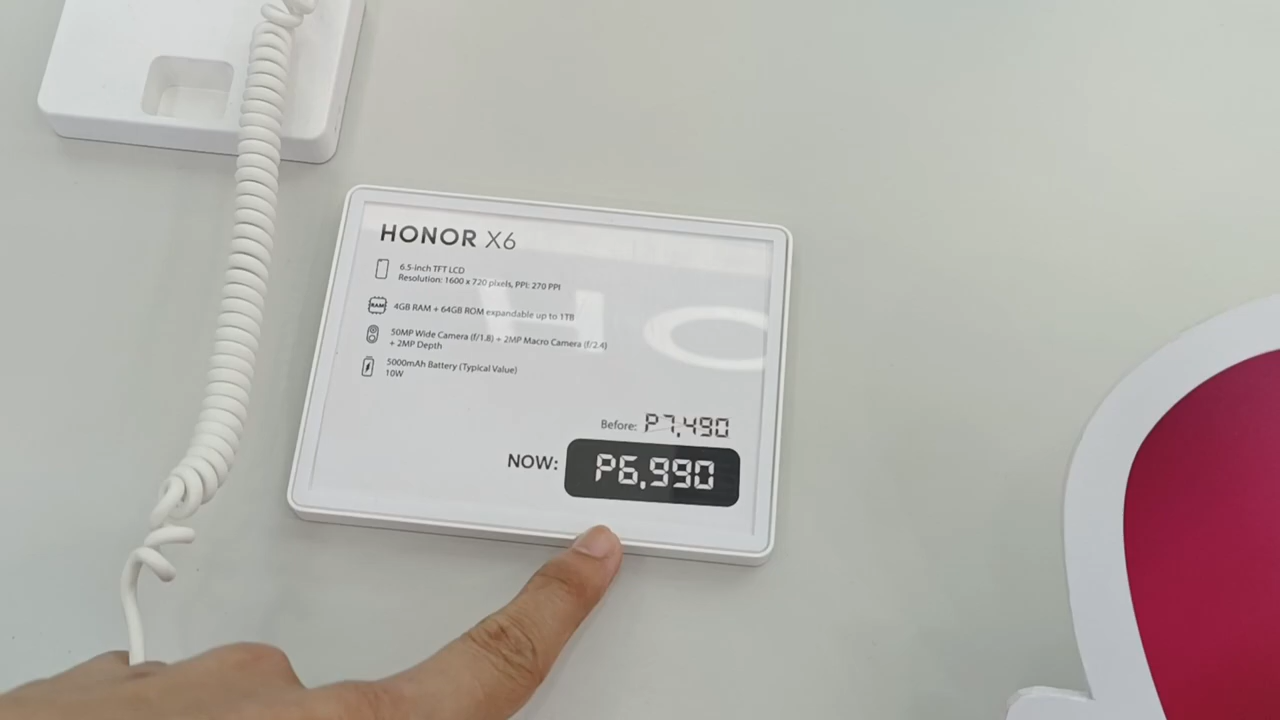 HONOR X6
6.5-inch TFT LCD
Resolution: 1600 x 720 pixels, PPI: 270 PPI
RAM
4GB RAM + 64GB ROM expandable up to 1TB
50MP Wide Camera (f/1.8) + 2MP Macro Camera (f/2.4)
+ 2MP Depth
5000mAh Battery (Typical Value)
10W
Before: P7,490
NOW: P6,990